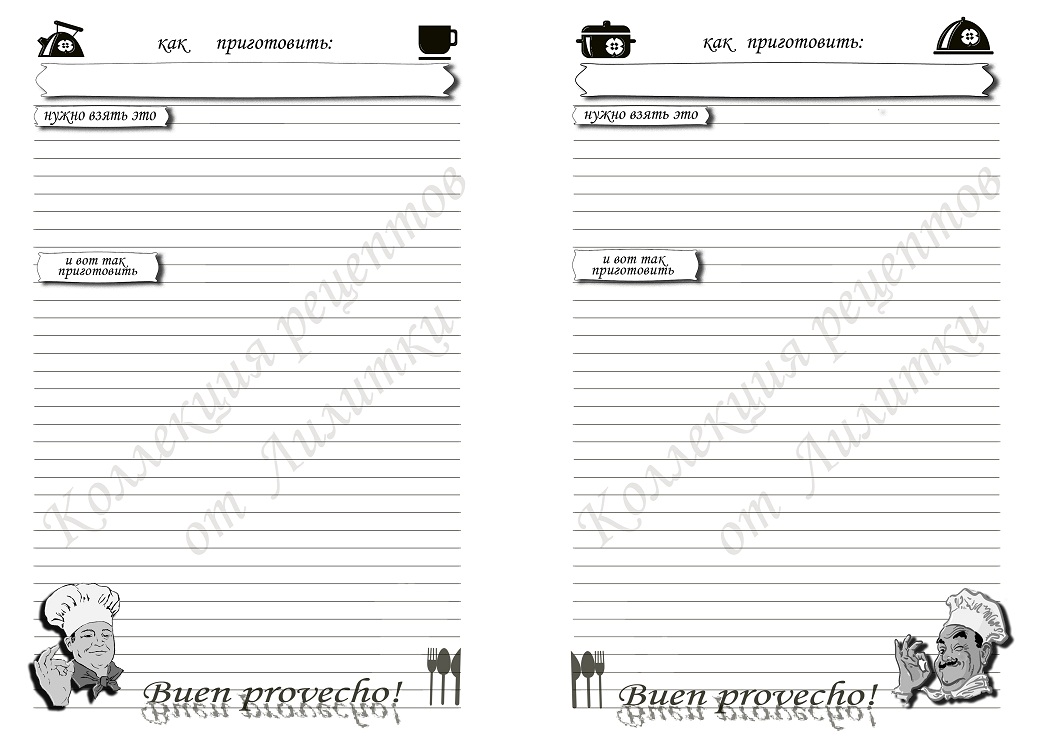 как приготовить:
нужно взять это
и вот так
приготовить
Коллекция рецептов
от Лилитки
Buen provecho!
как приготовить:
нужно взять это
и вот так
приготовить
Коллекция рецептов
от Лилитки
Buen provecho!